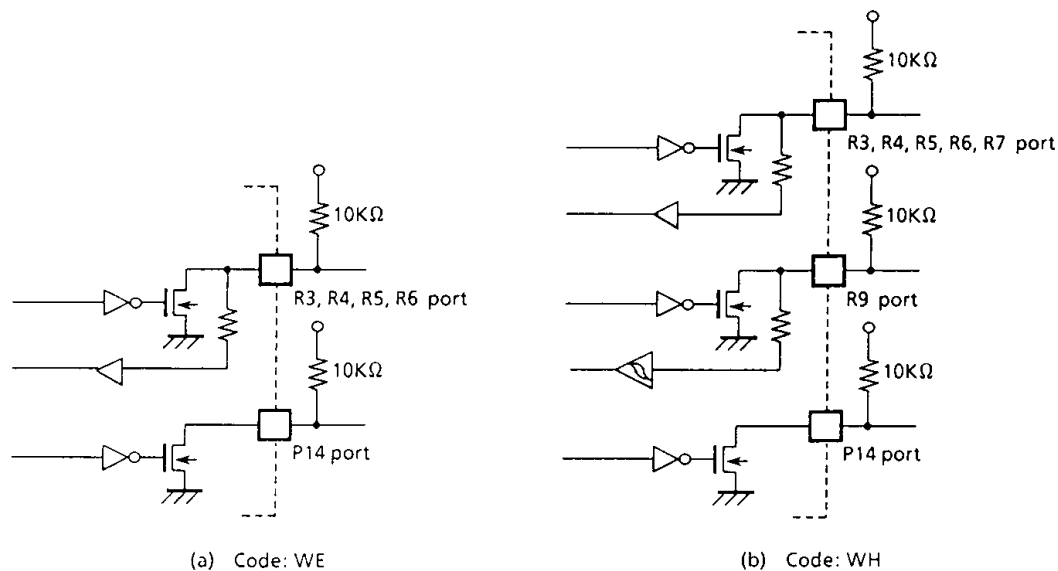 10KΩ
R3, R4, R5, R6 port
10KΩ
P14 port
(a) Code: WE
10KΩ
R3, R4, R5, R6, R7 port
10KΩ
R9 port
10KΩ
P14 port
(b) Code: WH